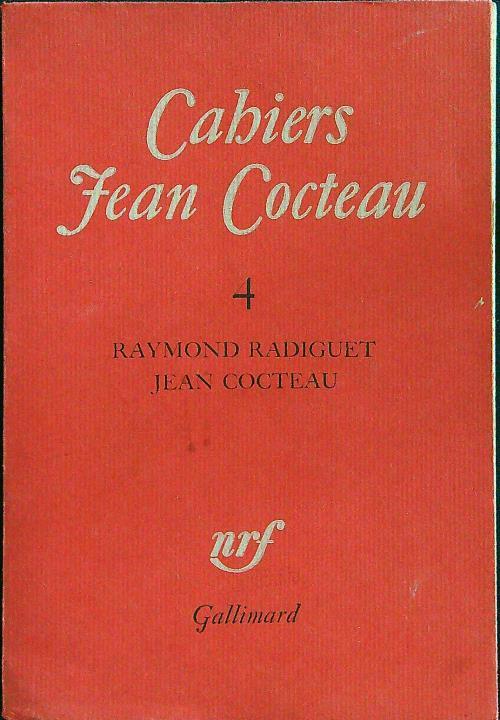 Cahiers
Jean Cocteau
4
RAYMOND RADIGUET
JEAN COCTEAU
nrf
Gallimard